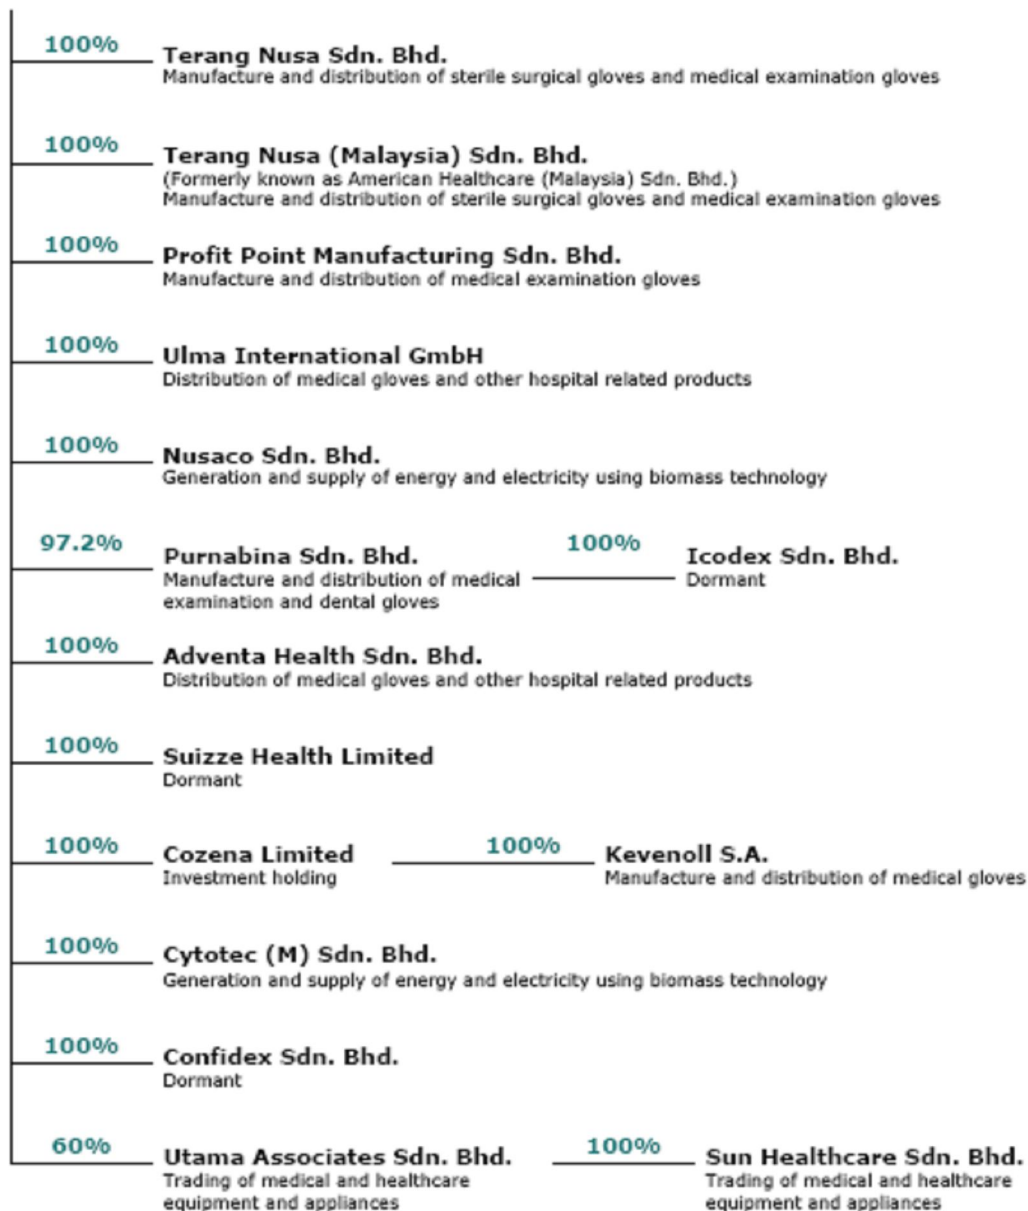 100%
Terang Nusa Sdn. Bhd.
Manufacture and distribution of sterile surgical gloves and medical examination gloves
100%
Terang Nusa (Malaysia) Sdn. Bhd.
(Formerly known as American Healthcare (Malaysia) Sdn. Bhd.)
Manufacture and distribution of sterile surgical gloves and medical examination gloves
100%
Profit Point Manufacturing Sdn. Bhd.
Manufacture and distribution of medical examination gloves
100%
Ulma International GmbH
Distribution of medical gloves and other hospital related products
100%
Nusaco Sdn. Bhd.
Generation and supply of energy and electricity using biomass technology
97.2%
Purnabina Sdn. Bhd.
Manufacture and distribution of medical
examination and dental gloves
100%
Icodex Sdn. Bhd.
Dormant
100%
Adventa Health Sdn. Bhd.
Distribution of medical gloves and other hospital related products
100%
Suizze Health Limited
Dormant
100%
Cozena Limited
Investment holding
100%
Kevenoll S.A.
Manufacture and distribution of medical gloves
100%
Cytotec (M) Sdn. Bhd.
Generation and supply of energy and electricity using biomass technology
100%
Confidex Sdn. Bhd.
Dormant
60%
Utama Associates Sdn. Bhd.
Trading of medical and healthcare
equipment and appliances
100%
Sun Healthcare Sdn. Bhd.
Trading of medical and healthcare
equipment and appliances